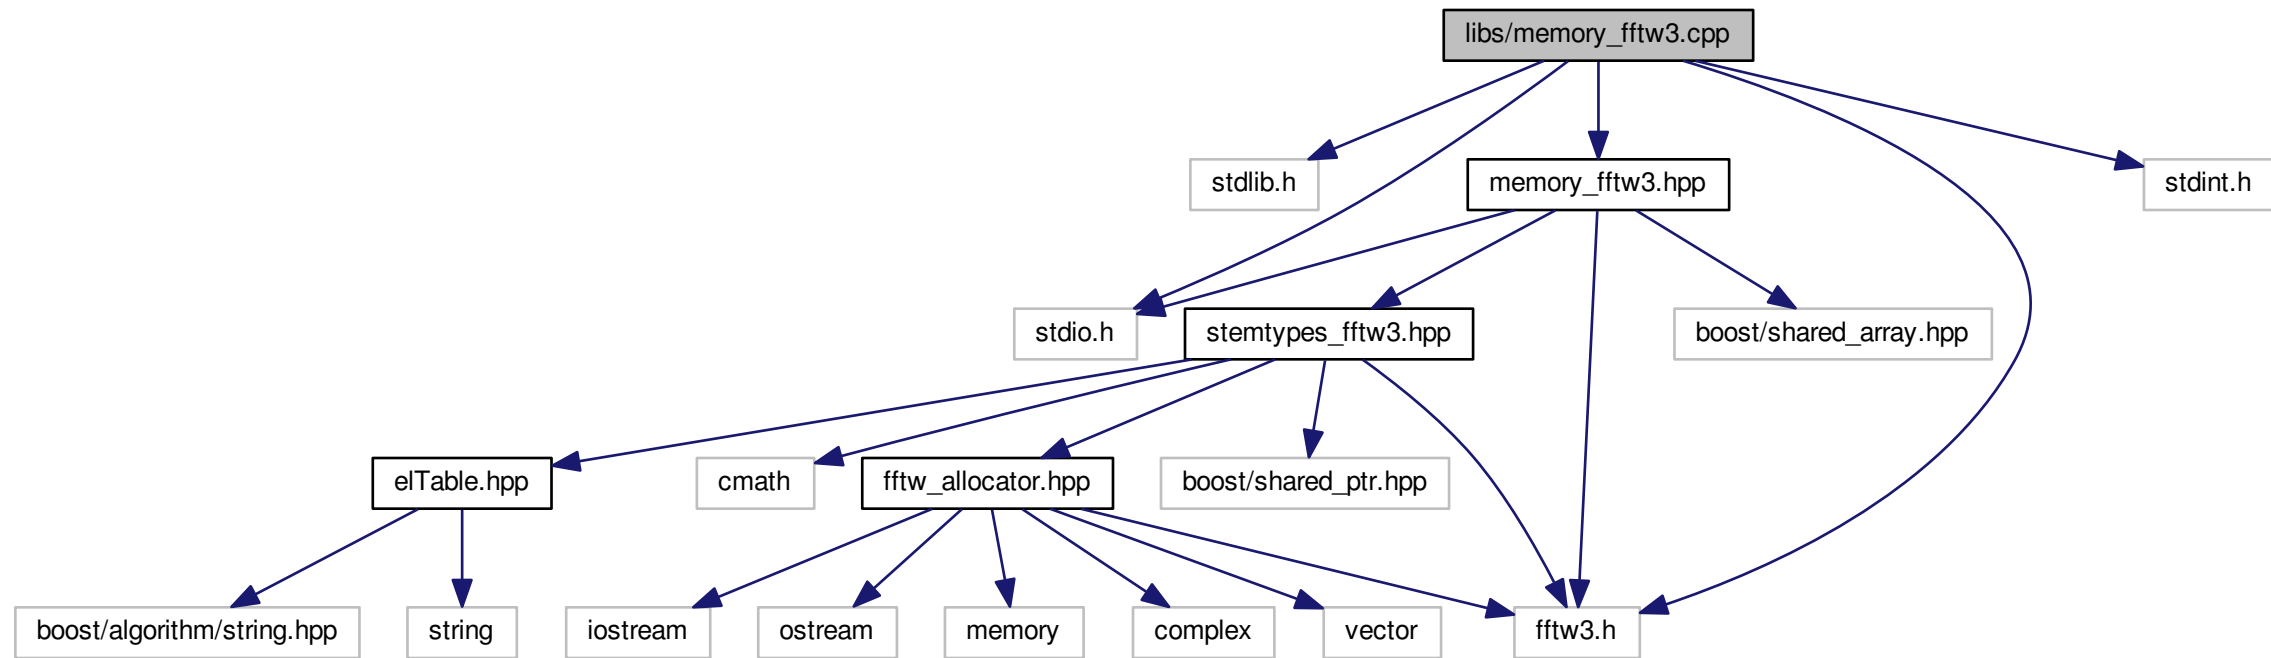 libs/memory_fftw3.cpp
stdlib.h
memory_fftw3.hpp
stdint.h
stdio.h
stemtypes_fftw3.hpp
boost/shared_array.hpp
elTable.hpp
cmath
fftw_allocator.hpp
boost/shared_ptr.hpp
boost/algorithm/string.hpp
string
iostream
ostream
memory
complex
vector
fftw3.h